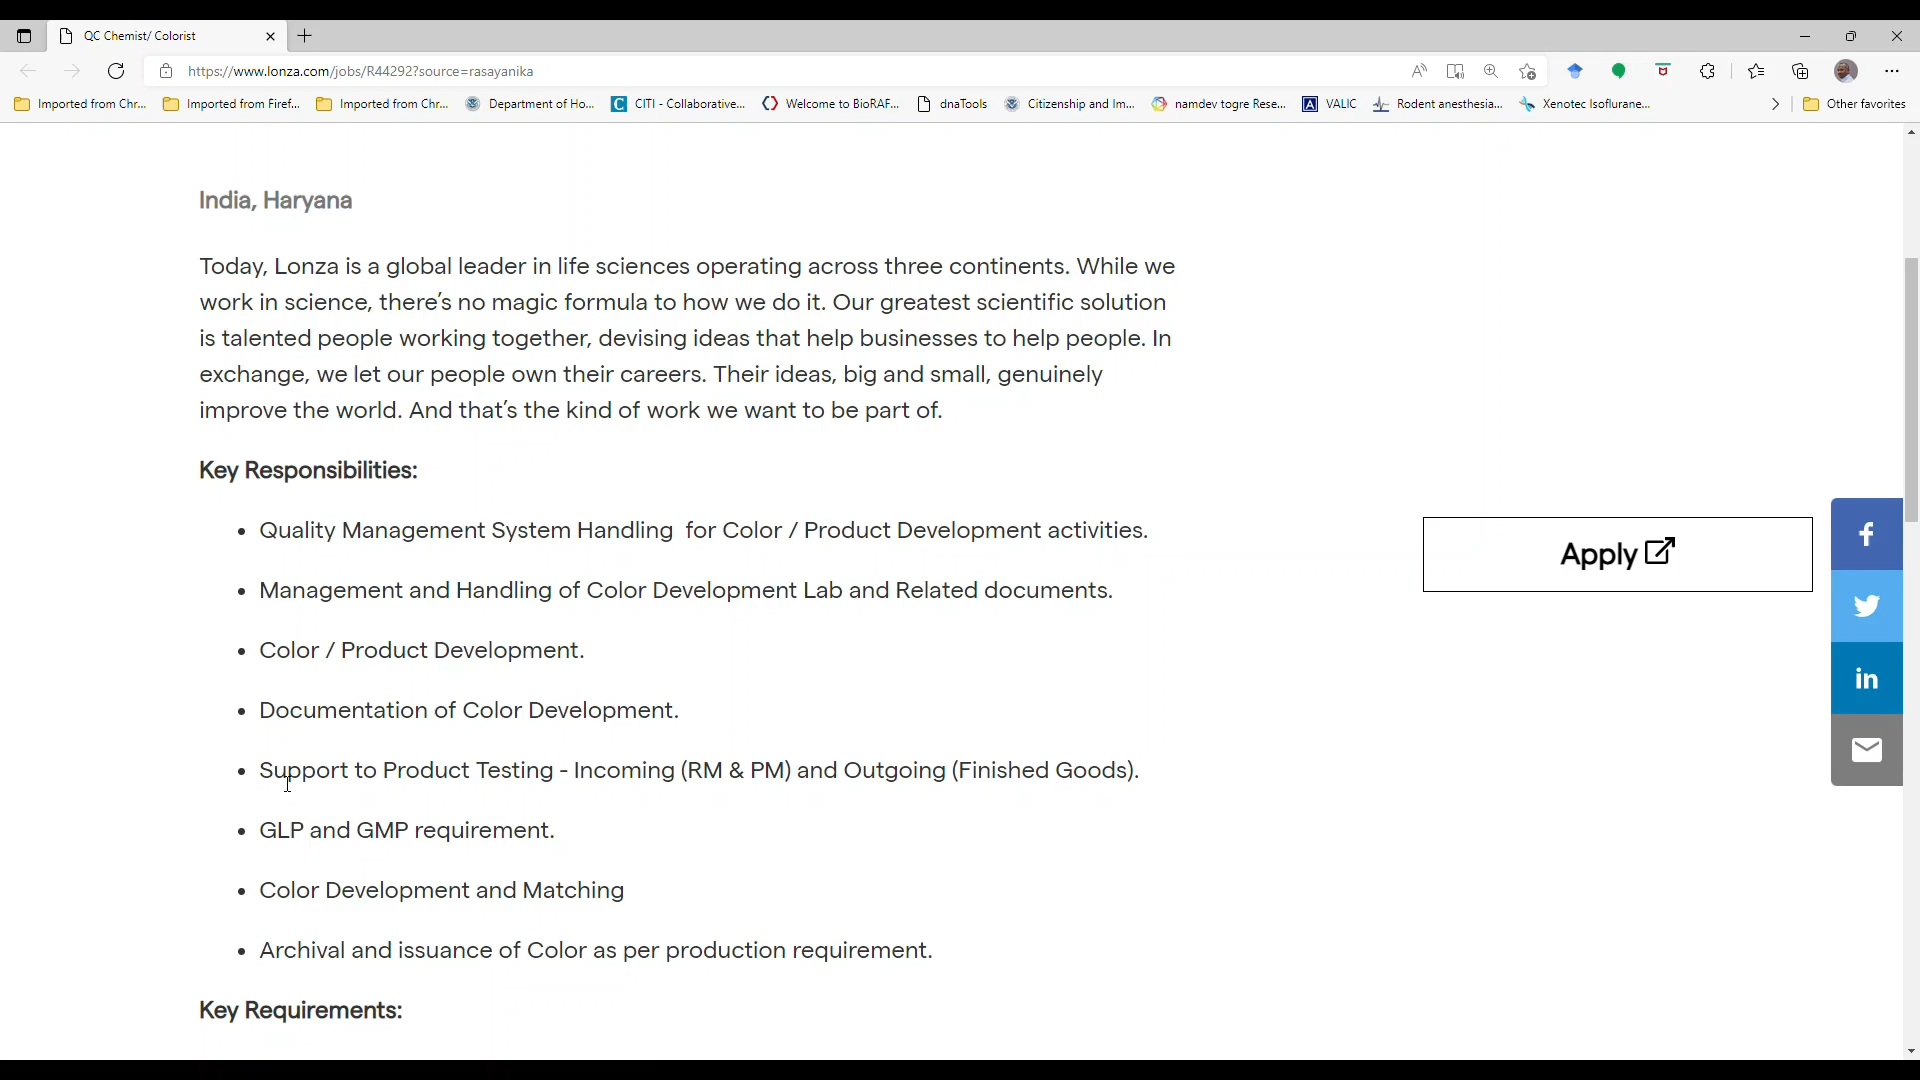 QC Chemist/ Colorist
https://www.lonza.com/jobs/R44292?source=rasayanika
Imported from Chr... Imported from Firef... Imported from Chr... Department of Ho... CITI - Collaborative... Welcome to BioRAF... dnaTools Citizenship and Im... namdev togre Rese... VALIC Rodent anesthesia... Xenotec Isoflurane... Other favorites
India, Haryana
Today, Lonza is a global leader in life sciences operating across three continents. While we
work in science, there’s no magic formula to how we do it. Our greatest scientific solution
is talented people working together, devising ideas that help businesses to help people. In
exchange, we let our people own their careers. Their ideas, big and small, genuinely
improve the world. And that’s the kind of work we want to be part of.
Key Responsibilities:
• Quality Management System Handling  for Color / Product Development activities.
• Management and Handling of Color Development Lab and Related documents.
• Color / Product Development.
• Documentation of Color Development.
• Support to Product Testing - Incoming (RM & PM) and Outgoing (Finished Goods).
• GLP and GMP requirement.
• Color Development and Matching
• Archival and issuance of Color as per production requirement.
Key Requirements:
Apply